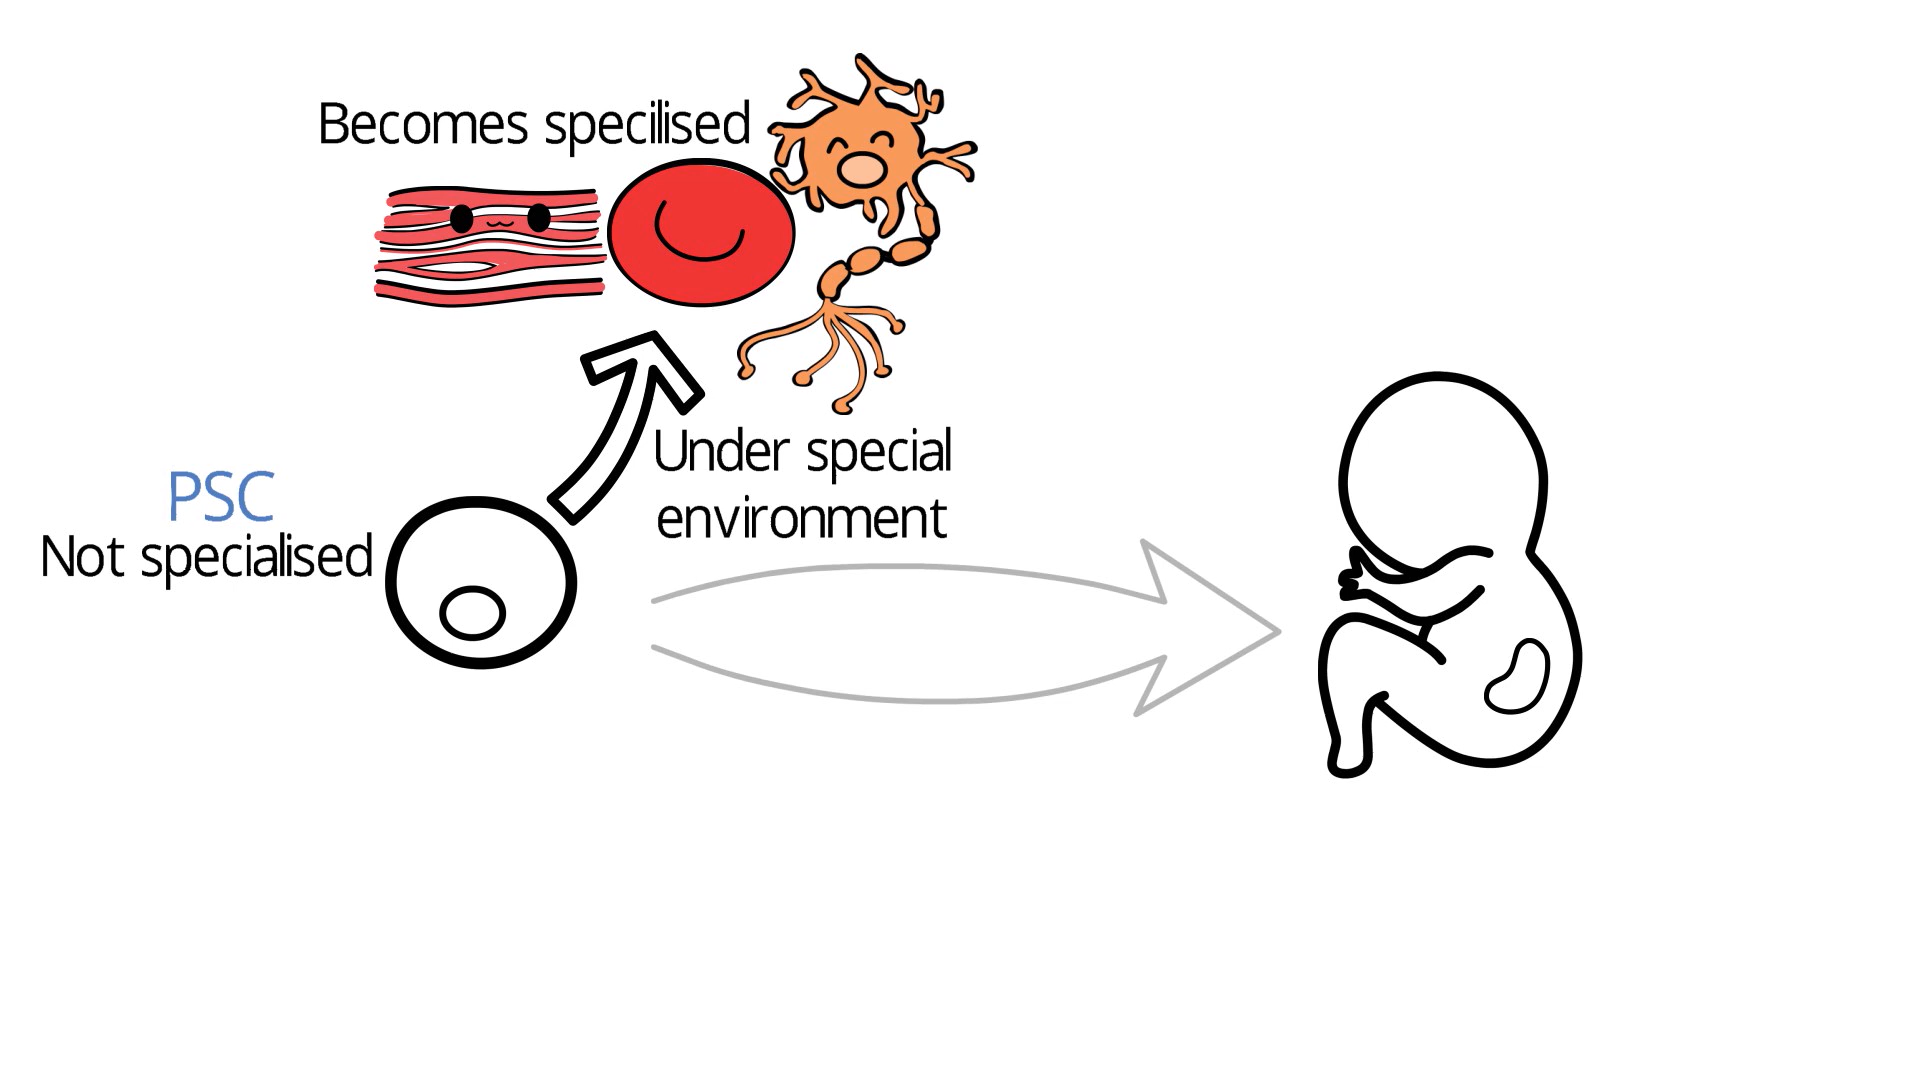 Becomes specilised
Under special
environment
PSC
Not specialised